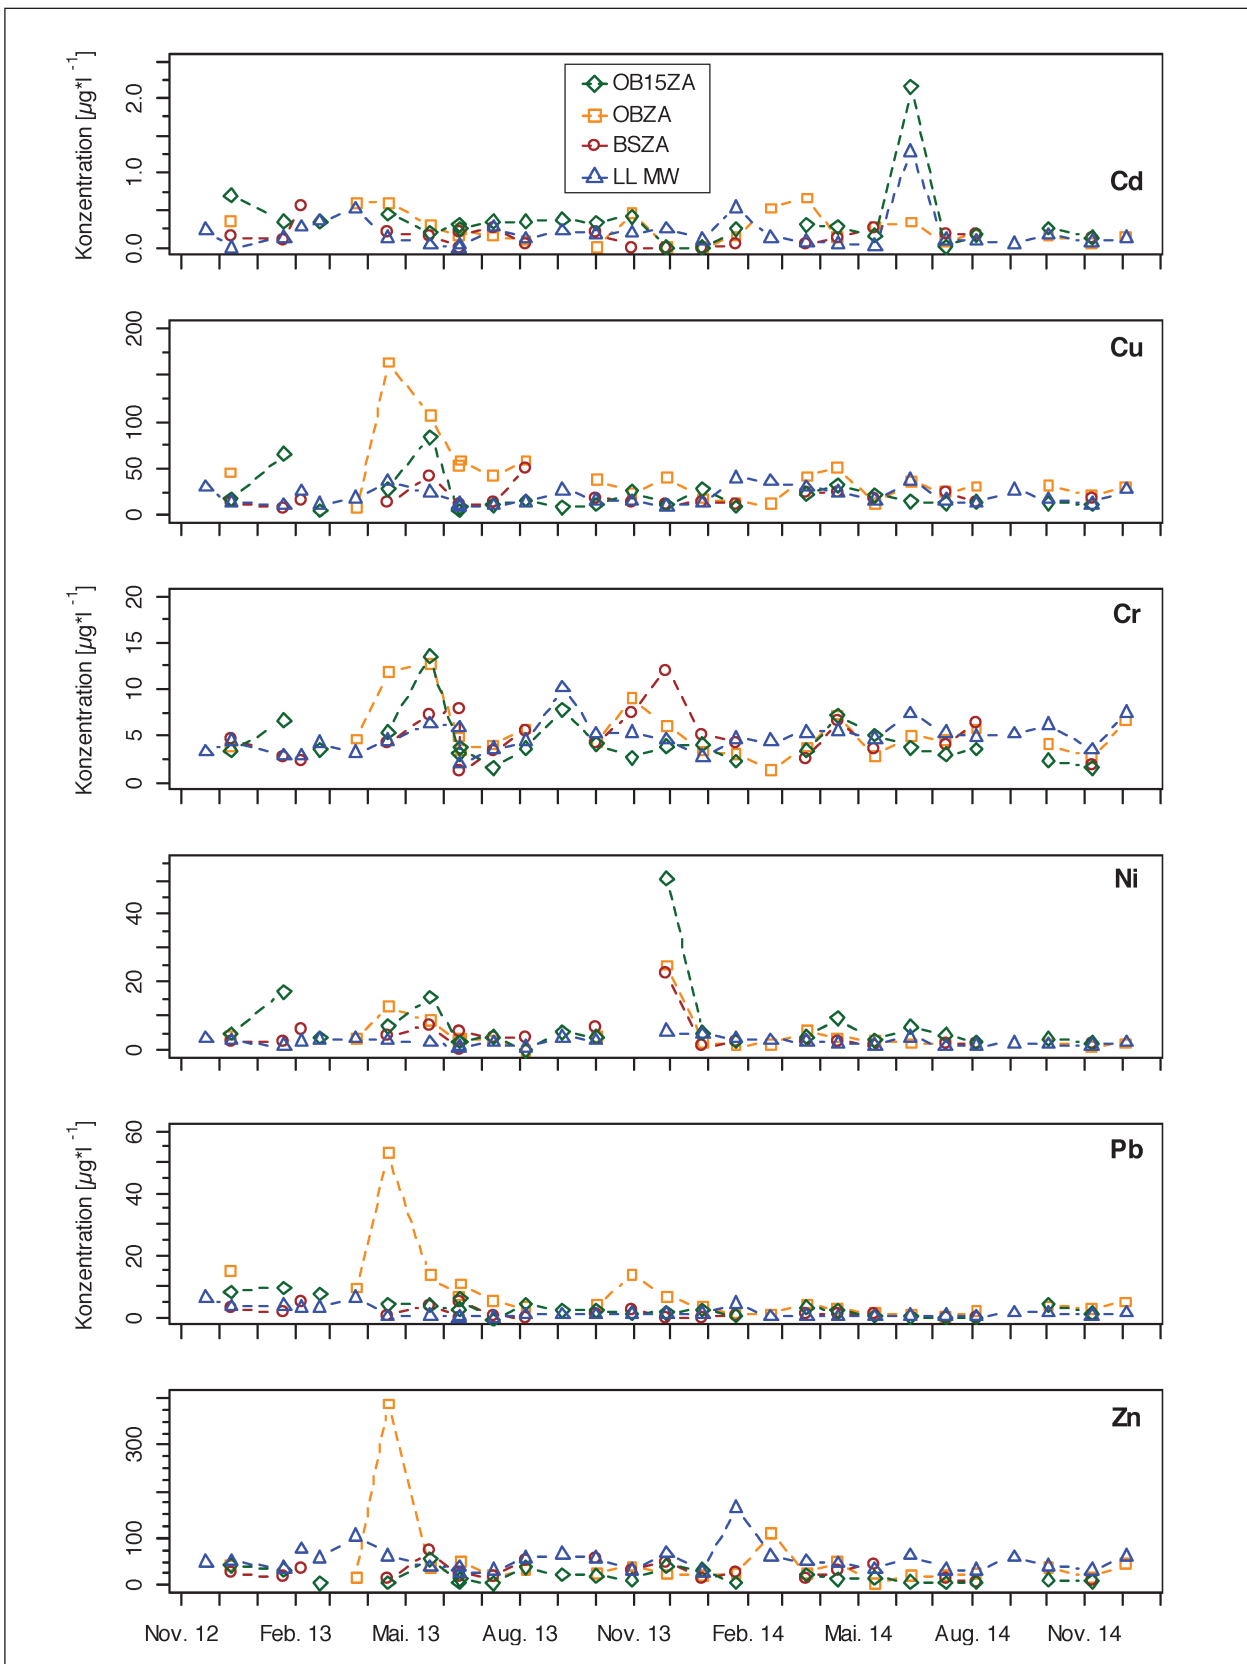 Konzentration [µg*l⁻¹]
2.0
1.0
0.0
OB15ZA
OBZA
BSZA
LL MW
Cd
200
100
50
0
Cu
Konzentration [µg*l⁻¹]
20
15
10
5
0
Cr
40
20
0
Ni
Konzentration [µg*l⁻¹]
60
40
20
0
Pb
300
100
0
Zn
Nov. 12 Feb. 13 Mai. 13 Aug. 13 Nov. 13 Feb. 14 Mai. 14 Aug. 14 Nov. 14